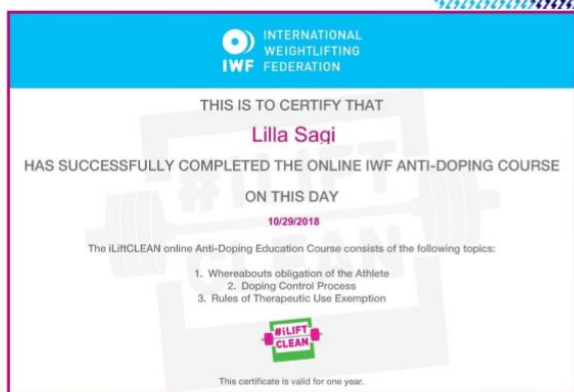 INTERNATIONAL
WEIGHTLIFTING
IWF FEDERATION
THIS IS TO CERTIFY THAT
Lilla Sagi
HAS SUCCESSFULLY COMPLETED THE ONLINE IWF ANTI-DOPING COURSE
ON THIS DAY
10/29/2018
The iLiftCLEAN online Anti-Doping Education Course consists of the following topics:
1. Whereabouts obligation of the Athlete
2. Doping Control Process
3. Rules of Therapeutic Use Exemption
#iLIFT
CLEAN
#iLIFT
CLEAN
This certificate is valid for one year.